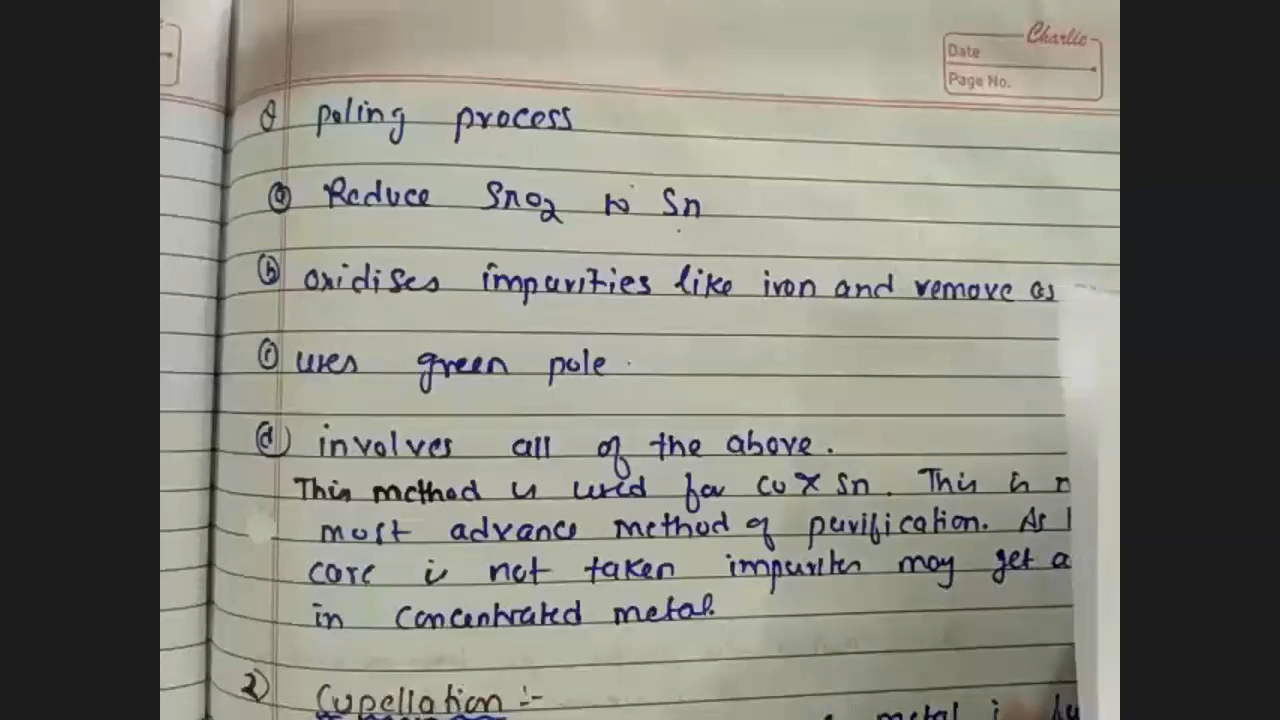 Charlie
Date
Page No.
Q poling process
(a) Reduce SnO2 to Sn
(b) oxidises impurities like iron and remove as
(c) uses green pole.
(d) involves all of the above.
This method is used for Cu & Sn. This is
most advance method of purification. As
care is not taken impurities may get a
in concentrated metal.
2) Cupellation :-
metal is